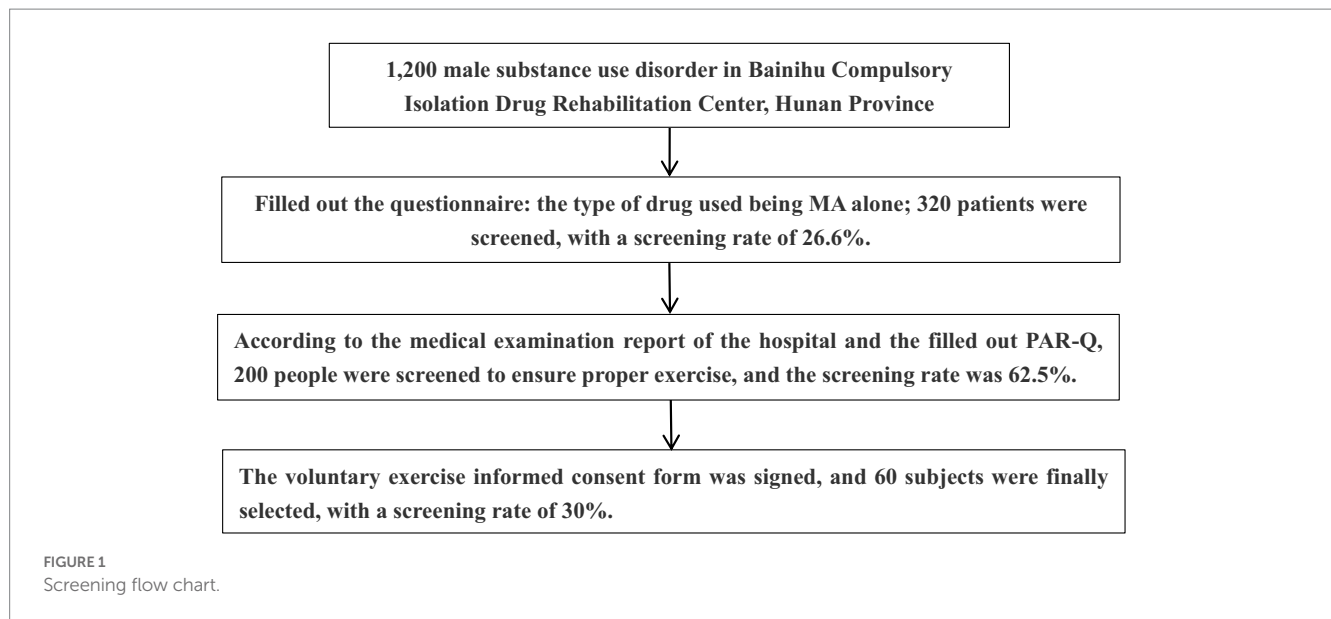 1,200 male substance use disorder in Bainihu Compulsory
Isolation Drug Rehabilitation Center, Hunan Province
Filled out the questionnaire: the type of drug used being MA alone; 320 patients were
screened, with a screening rate of 26.6%.
According to the medical examination report of the hospital and the filled out PAR-Q,
200 people were screened to ensure proper exercise, and the screening rate was 62.5%.
The voluntary exercise informed consent form was signed, and 60 subjects were finally
selected, with a screening rate of 30%.
FIGURE 1
Screening flow chart.